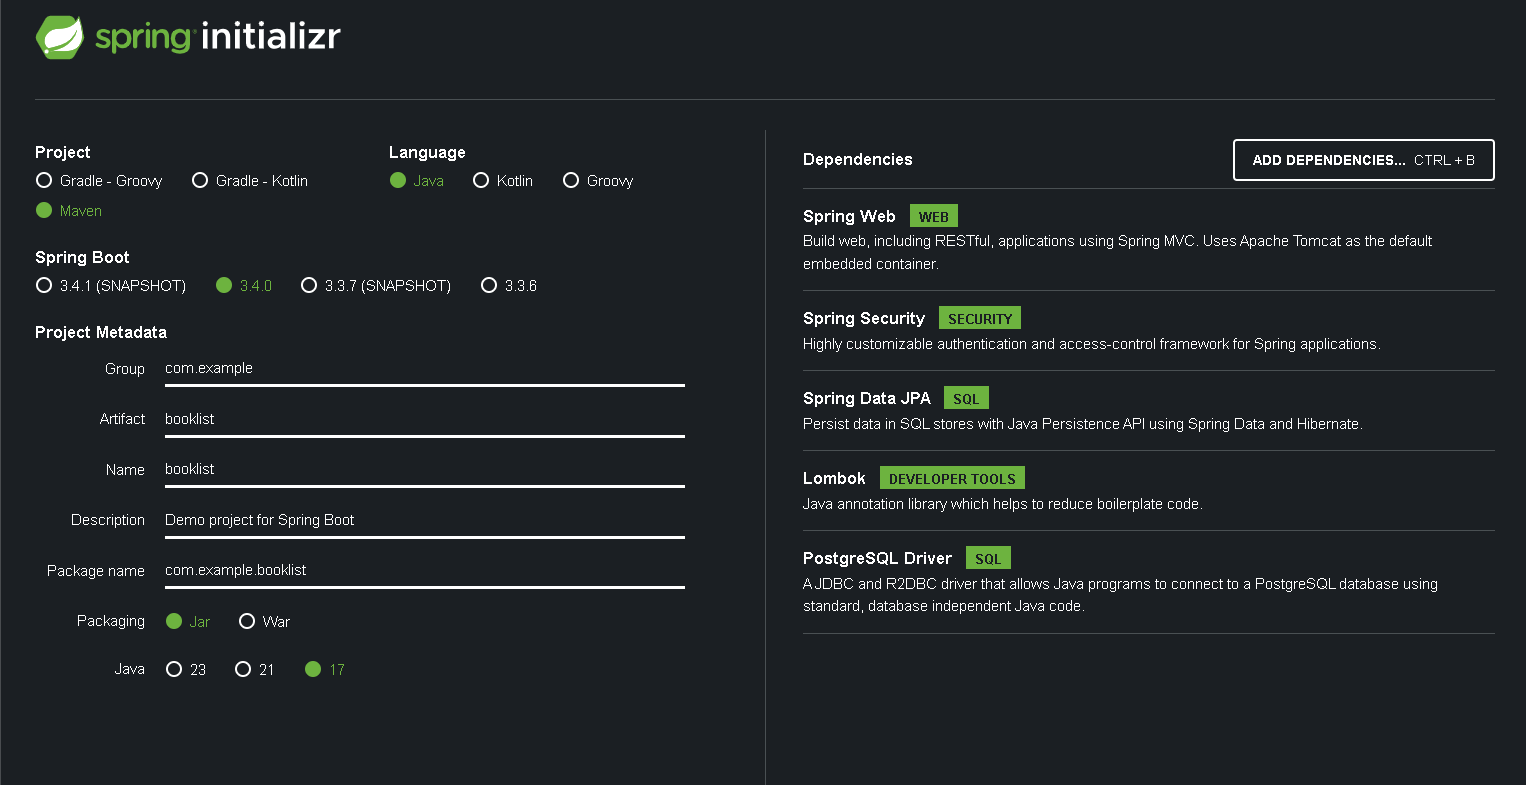 spring initializr
Project
Gradle - Groovy Gradle - Kotlin
Maven
Language
Java Kotlin Groovy
Spring Boot
3.4.1 (SNAPSHOT) 3.4.0 3.3.7 (SNAPSHOT) 3.3.6
Project Metadata
Group com.example
Artifact booklist
Name booklist
Description Demo project for Spring Boot
Package name com.example.booklist
Packaging Jar War
Java 23 21 17
Dependencies
ADD DEPENDENCIES... CTRL + B
Spring Web WEB
Build web, including RESTful, applications using Spring MVC. Uses Apache Tomcat as the default
embedded container.
Spring Security SECURITY
Highly customizable authentication and access-control framework for Spring applications.
Spring Data JPA SQL
Persist data in SQL stores with Java Persistence API using Spring Data and Hibernate.
Lombok DEVELOPER TOOLS
Java annotation library which helps to reduce boilerplate code.
PostgreSQL Driver SQL
A JDBC and R2DBC driver that allows Java programs to connect to a PostgreSQL database using
standard, database independent Java code.